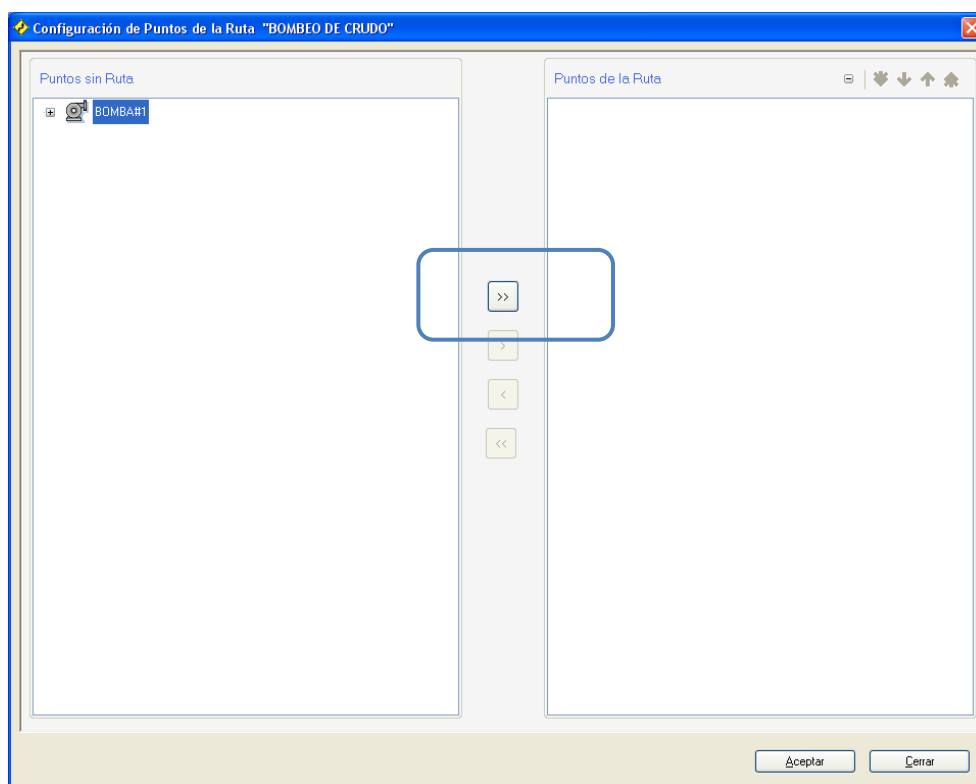 Configuración de Puntos de la Ruta "BOMBEO DE CRUDO"
Puntos sin Ruta
Puntos de la Ruta
BOMBA#1
>>
>
<
<<
Aceptar
Cerrar